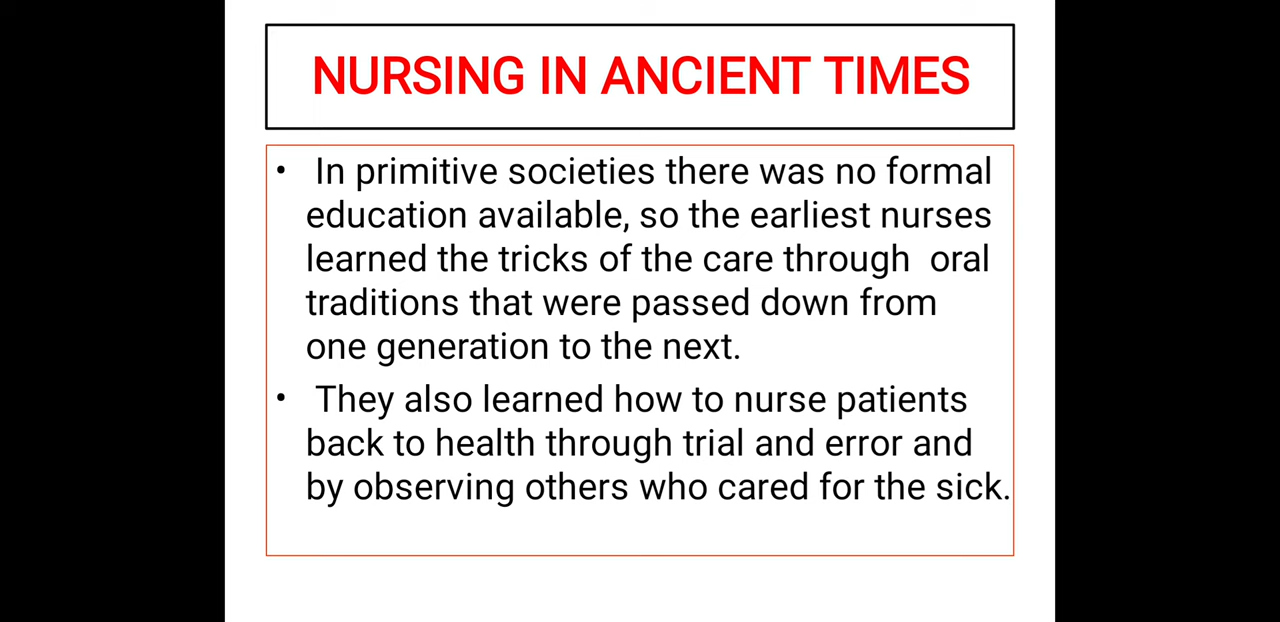 NURSING IN ANCIENT TIMES
• In primitive societies there was no formal
education available, so the earliest nurses
learned the tricks of the care through oral
traditions that were passed down from
one generation to the next.
• They also learned how to nurse patients
back to health through trial and error and
by observing others who cared for the sick.